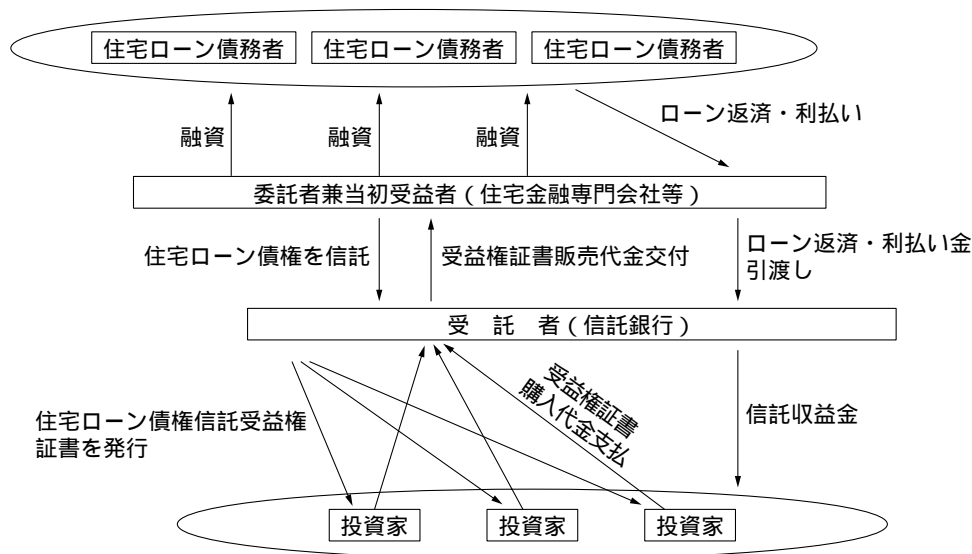 住宅ローン債務者
住宅ローン債務者
住宅ローン債務者
融資
融資
融資
ローン返済・利払い
委託者兼当初受益者（住宅金融専門会社等）
住宅ローン債権を信託
受益権証書販売代金交付
ローン返済・利払い金
引渡し
受　託　者（信託銀行）
住宅ローン債権信託受益権
証書を発行
受益権証書
購入代金支払
信託収益金
投資家
投資家
投資家